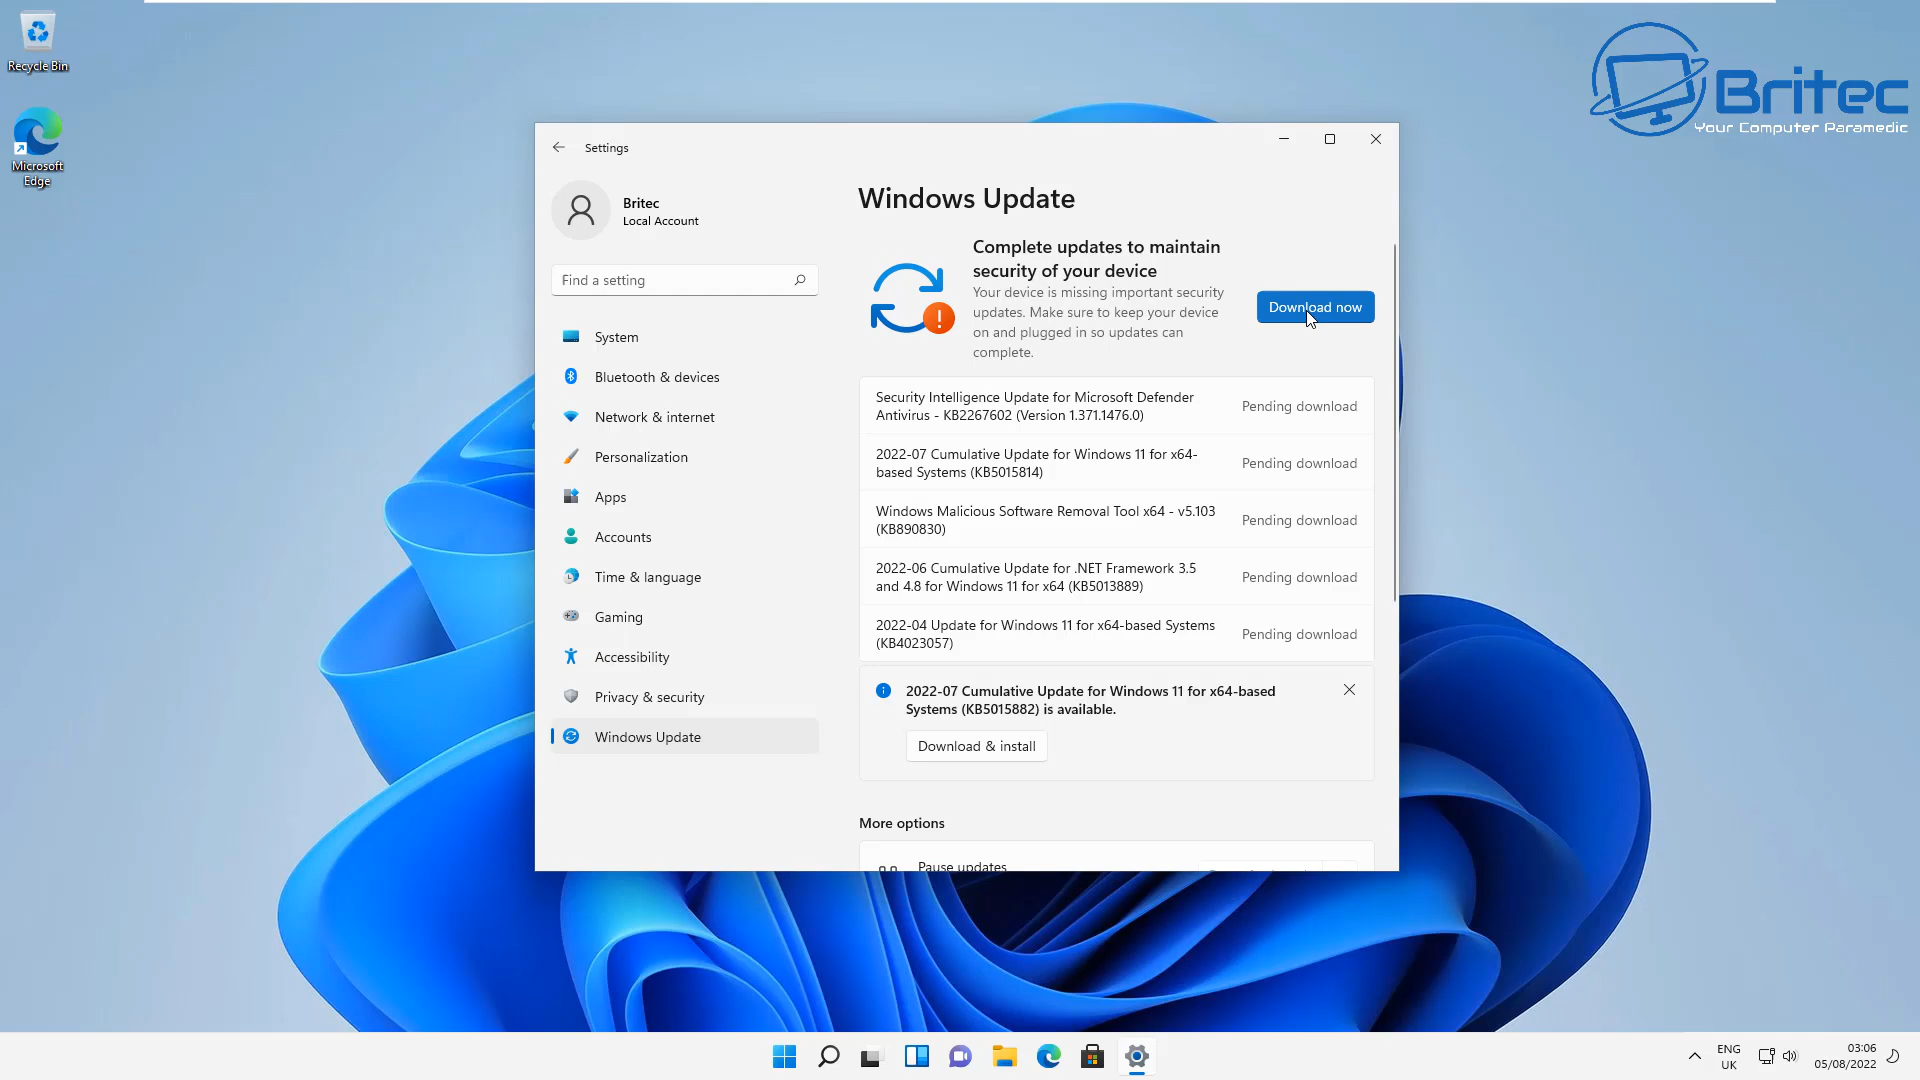 Recycle Bin
Microsoft
Edge
Britec
Your Computer Paramedic
Settings
Britec
Local Account
Find a setting
System
Bluetooth & devices
Network & internet
Personalization
Apps
Accounts
Time & language
Gaming
Accessibility
Privacy & security
Windows Update
Windows Update
Complete updates to maintain
security of your device
Your device is missing important security
updates. Make sure to keep your device
on and plugged in so updates can
complete.
Download now
Security Intelligence Update for Microsoft Defender
Antivirus - KB2267602 (Version 1.371.1476.0)
Pending download
2022-07 Cumulative Update for Windows 11 for x64-
based Systems (KB5015814)
Pending download
Windows Malicious Software Removal Tool x64 - v5.103
(KB890830)
Pending download
2022-06 Cumulative Update for .NET Framework 3.5
and 4.8 for Windows 11 for x64 (KB5013889)
Pending download
2022-04 Update for Windows 11 for x64-based Systems
(KB4023057)
Pending download
2022-07 Cumulative Update for Windows 11 for x64-based
Systems (KB5015882) is available.
Download & install
More options
Pause updates
ENG
UK
03:06
05/08/2022